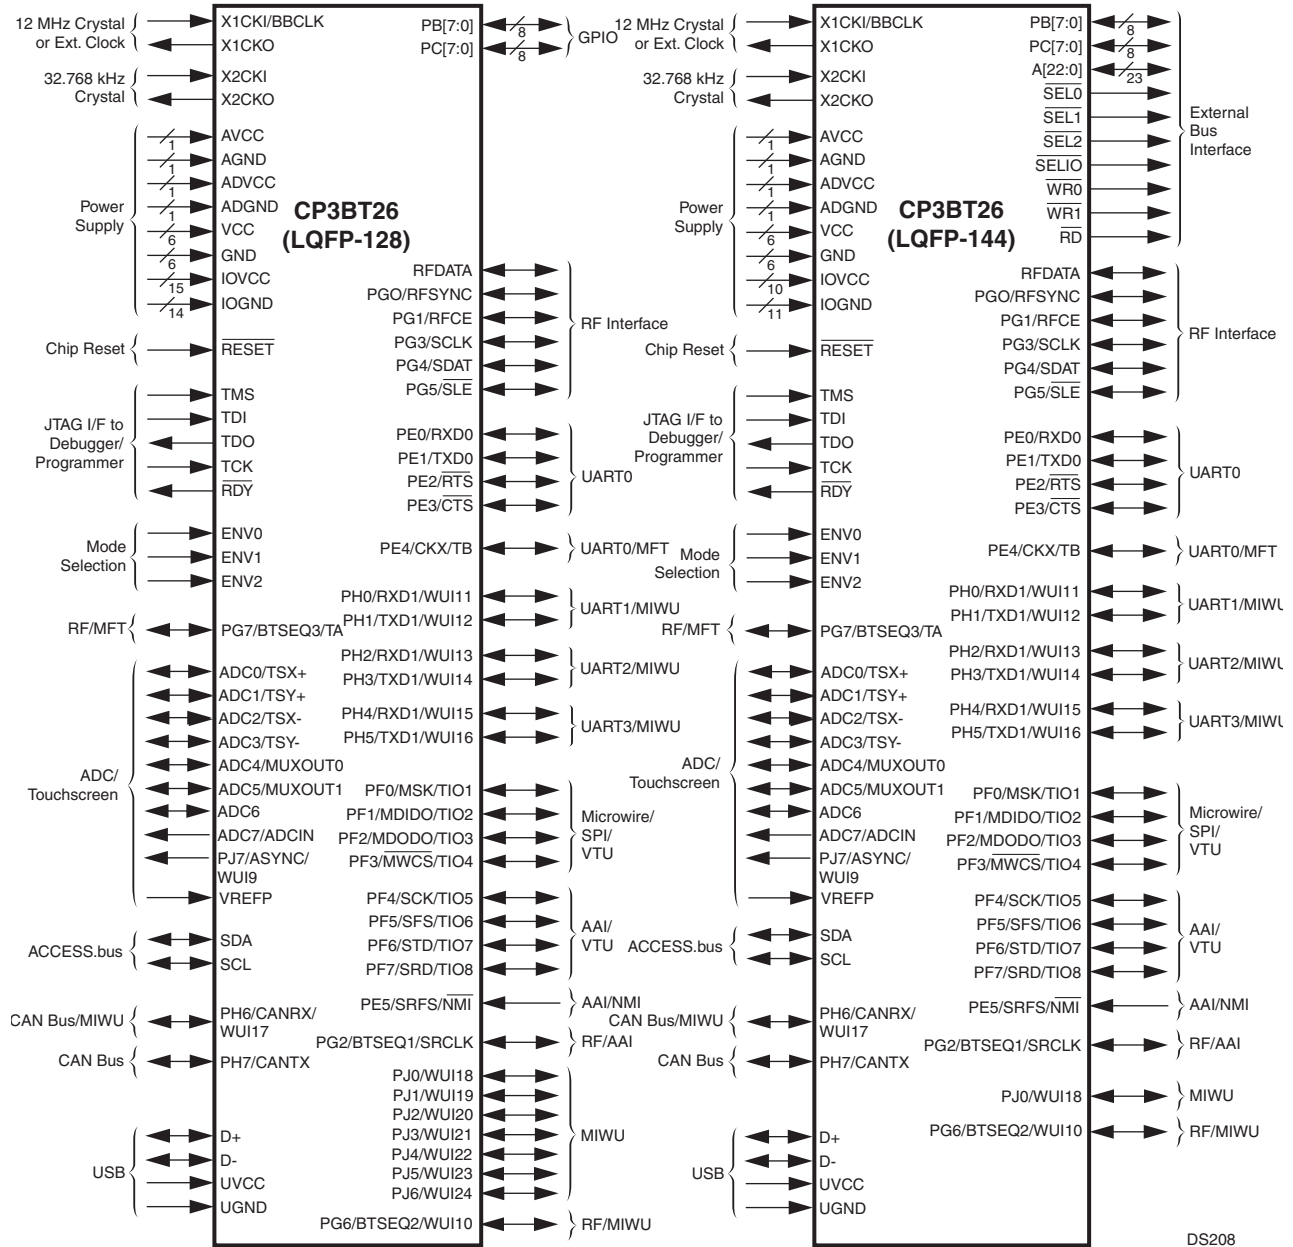 12 MHz Crystal
or Ext. Clock
X1CKI/BBCLK
X1CKO
32.768 kHz
Crystal
X2CKI
X2CKO
Power
Supply
AVCC
1
AGND
1
ADVCC
1
ADGND
1
VCC
6
GND
6
IOVCC
15
IOGND
14
Chip Reset
RESET
JTAG I/F to
Debugger/
Programmer
TMS
TDI
TDO
TCK
RDY
Mode
Selection
ENV0
ENV1
ENV2
RF/MFT
PG7/BTSEQ3/TA
ADC/
Touchscreen
ADC0/TSX+
ADC1/TSY+
ADC2/TSX-
ADC3/TSY-
ADC4/MUXOUT0
ADC5/MUXOUT1
ADC6
ADC7/ADCIN
PJ7/ASYNC/
WUI9
VREFP
ACCESS.bus
SDA
SCL
CAN Bus/MIWU
PH6/CANRX/
WUI17
CAN Bus
PH7/CANTX
USB
D+
D-
UVCC
UGND
CP3BT26
(LQFP-128)
PB[7:0]
8
PC[7:0]
8
GPIO
RFDATA
PGO/RFSYNC
PG1/RFCE
PG3/SCLK
PG4/SDAT
PG5/SLE
RF Interface
PE0/RXD0
PE1/TXD0
PE2/RTS
PE3/CTS
UART0
PE4/CKX/TB
UART0/MFT
PH0/RXD1/WUI11
PH1/TXD1/WUI12
UART1/MIWU
PH2/RXD1/WUI13
PH3/TXD1/WUI14
UART2/MIWU
PH4/RXD1/WUI15
PH5/TXD1/WUI16
UART3/MIWU
PF0/MSK/TIO1
PF1/MDIDO/TIO2
PF2/MDODO/TIO3
PF3/MWCS/TIO4
Microwire/
SPI/
VTU
PF4/SCK/TIO5
PF5/SFS/TIO6
PF6/STD/TIO7
PF7/SRD/TIO8
AAI/
VTU
PE5/SRFS/NMI
AAI/NMI
PG2/BTSEQ1/SRCLK
RF/AAI
PJ0/WUI18
PJ1/WUI19
PJ2/WUI20
PJ3/WUI21
PJ4/WUI22
PJ5/WUI23
PJ6/WUI24
MIWU
PG6/BTSEQ2/WUI10
RF/MIWU
12 MHz Crystal
or Ext. Clock
X1CKI/BBCLK
X1CKO
32.768 kHz
Crystal
X2CKI
X2CKO
Power
Supply
AVCC
1
AGND
1
ADVCC
1
ADGND
1
VCC
6
GND
6
IOVCC
10
IOGND
11
Chip Reset
RESET
JTAG I/F to
Debugger/
Programmer
TMS
TDI
TDO
TCK
RDY
Mode
Selection
ENV0
ENV1
ENV2
RF/MFT
PG7/BTSEQ3/TA
ADC/
Touchscreen
ADC0/TSX+
ADC1/TSY+
ADC2/TSX-
ADC3/TSY-
ADC4/MUXOUT0
ADC5/MUXOUT1
ADC6
ADC7/ADCIN
PJ7/ASYNC/
WUI9
VREFP
ACCESS.bus
SDA
SCL
CAN Bus/MIWU
PH6/CANRX/
WUI17
CAN Bus
PH7/CANTX
USB
D+
D-
UVCC
UGND
CP3BT26
(LQFP-144)
PB[7:0]
8
PC[7:0]
8
A[22:0]
23
SEL0
SEL1
SEL2
SELIO
WR0
WR1
RD
External
Bus
Interface
RFDATA
PGO/RFSYNC
PG1/RFCE
PG3/SCLK
PG4/SDAT
PG5/SLE
RF Interface
PE0/RXD0
PE1/TXD0
PE2/RTS
PE3/CTS
UART0
PE4/CKX/TB
UART0/MFT
PH0/RXD1/WUI11
PH1/TXD1/WUI12
UART1/MIWU
PH2/RXD1/WUI13
PH3/TXD1/WUI14
UART2/MIWU
PH4/RXD1/WUI15
PH5/TXD1/WUI16
UART3/MIWU
PF0/MSK/TIO1
PF1/MDIDO/TIO2
PF2/MDODO/TIO3
PF3/MWCS/TIO4
Microwire/
SPI/
VTU
PF4/SCK/TIO5
PF5/SFS/TIO6
PF6/STD/TIO7
PF7/SRD/TIO8
AAI/
VTU
PE5/SRFS/NMI
AAI/NMI
PG2/BTSEQ1/SRCLK
RF/AAI
PJ0/WUI18
MIWU
PG6/BTSEQ2/WUI10
RF/MIWU
DS208